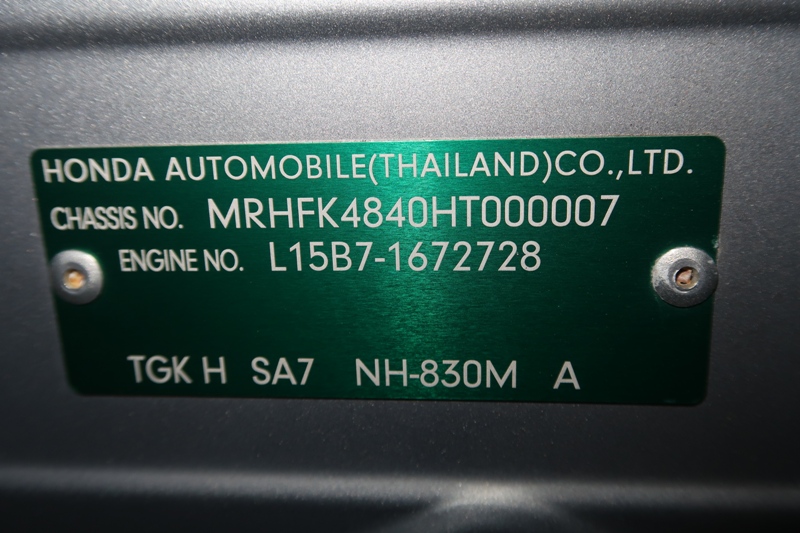 HONDA AUTOMOBILE(THAILAND)CO.,LTD.
CHASSIS NO. MRHFK4840HT000007
ENGINE NO. L15B7-1672728
TGK H SA7 NH-830M A